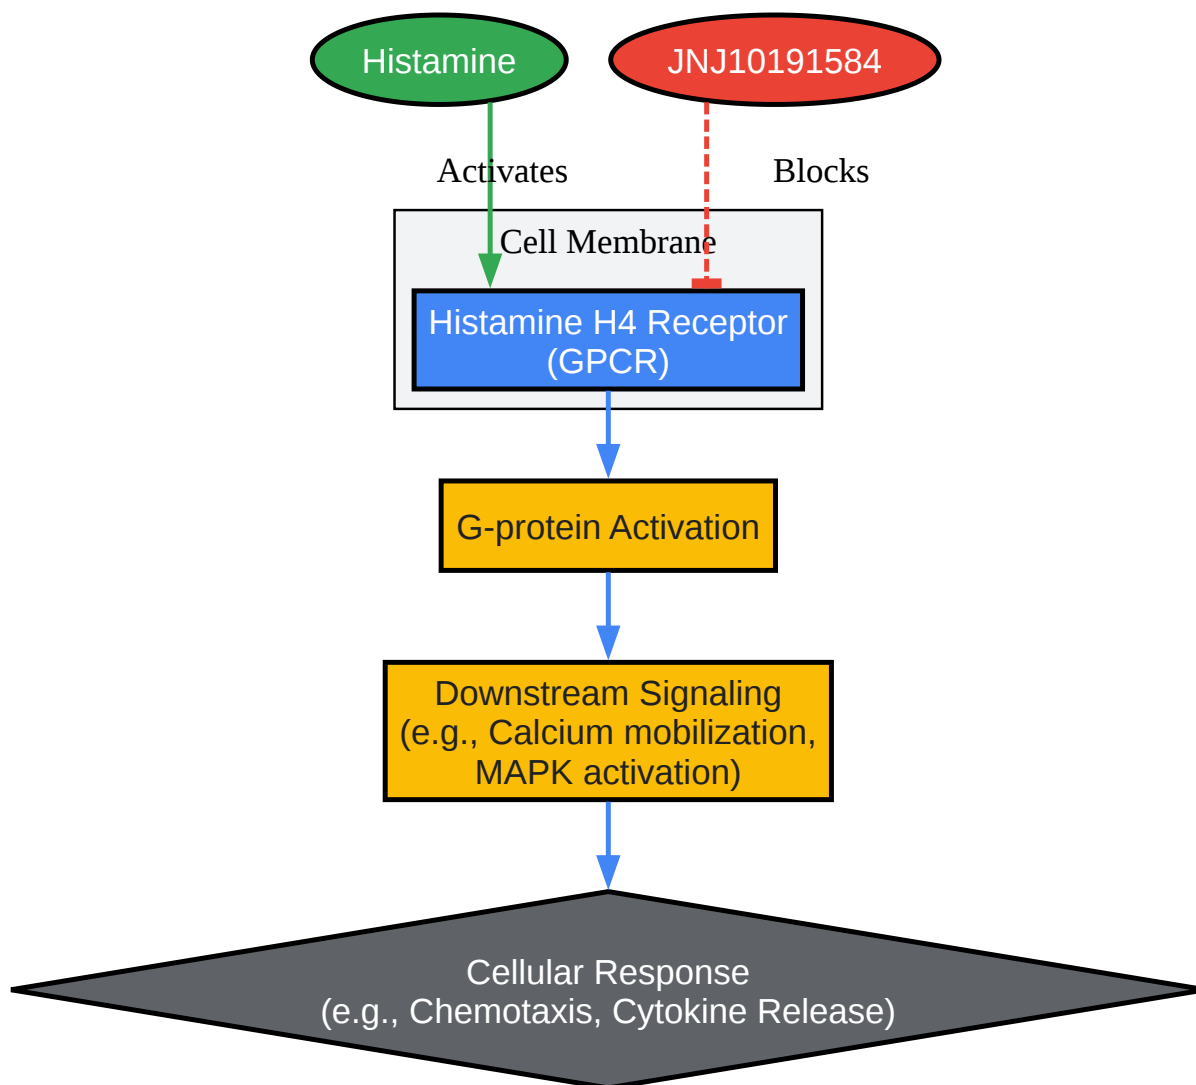 Histamine
JNJ10191584
Activates
Blocks
Cell Membrane
Histamine H4 Receptor
(GPCR)
G-protein Activation
Downstream Signaling
(e.g., Calcium mobilization,
MAPK activation)
Cellular Response
(e.g., Chemotaxis, Cytokine Release)